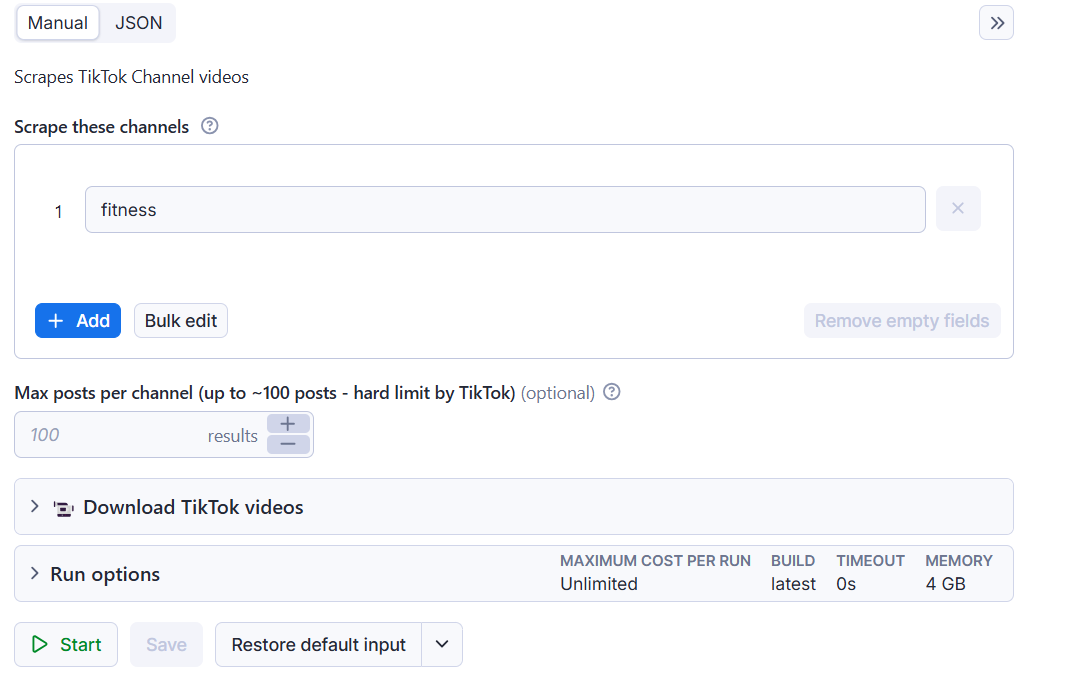 Manual JSON
Scrapes TikTok Channel videos
Scrape these channels
1 fitness
Add Bulk edit Remove empty fields
Max posts per channel (up to ~100 posts - hard limit by TikTok) (optional)
100 results
Download TikTok videos
Run options
MAXIMUM COST PER RUN BUILD TIMEOUT MEMORY
Unlimited latest 0s 4 GB
Start Save Restore default input